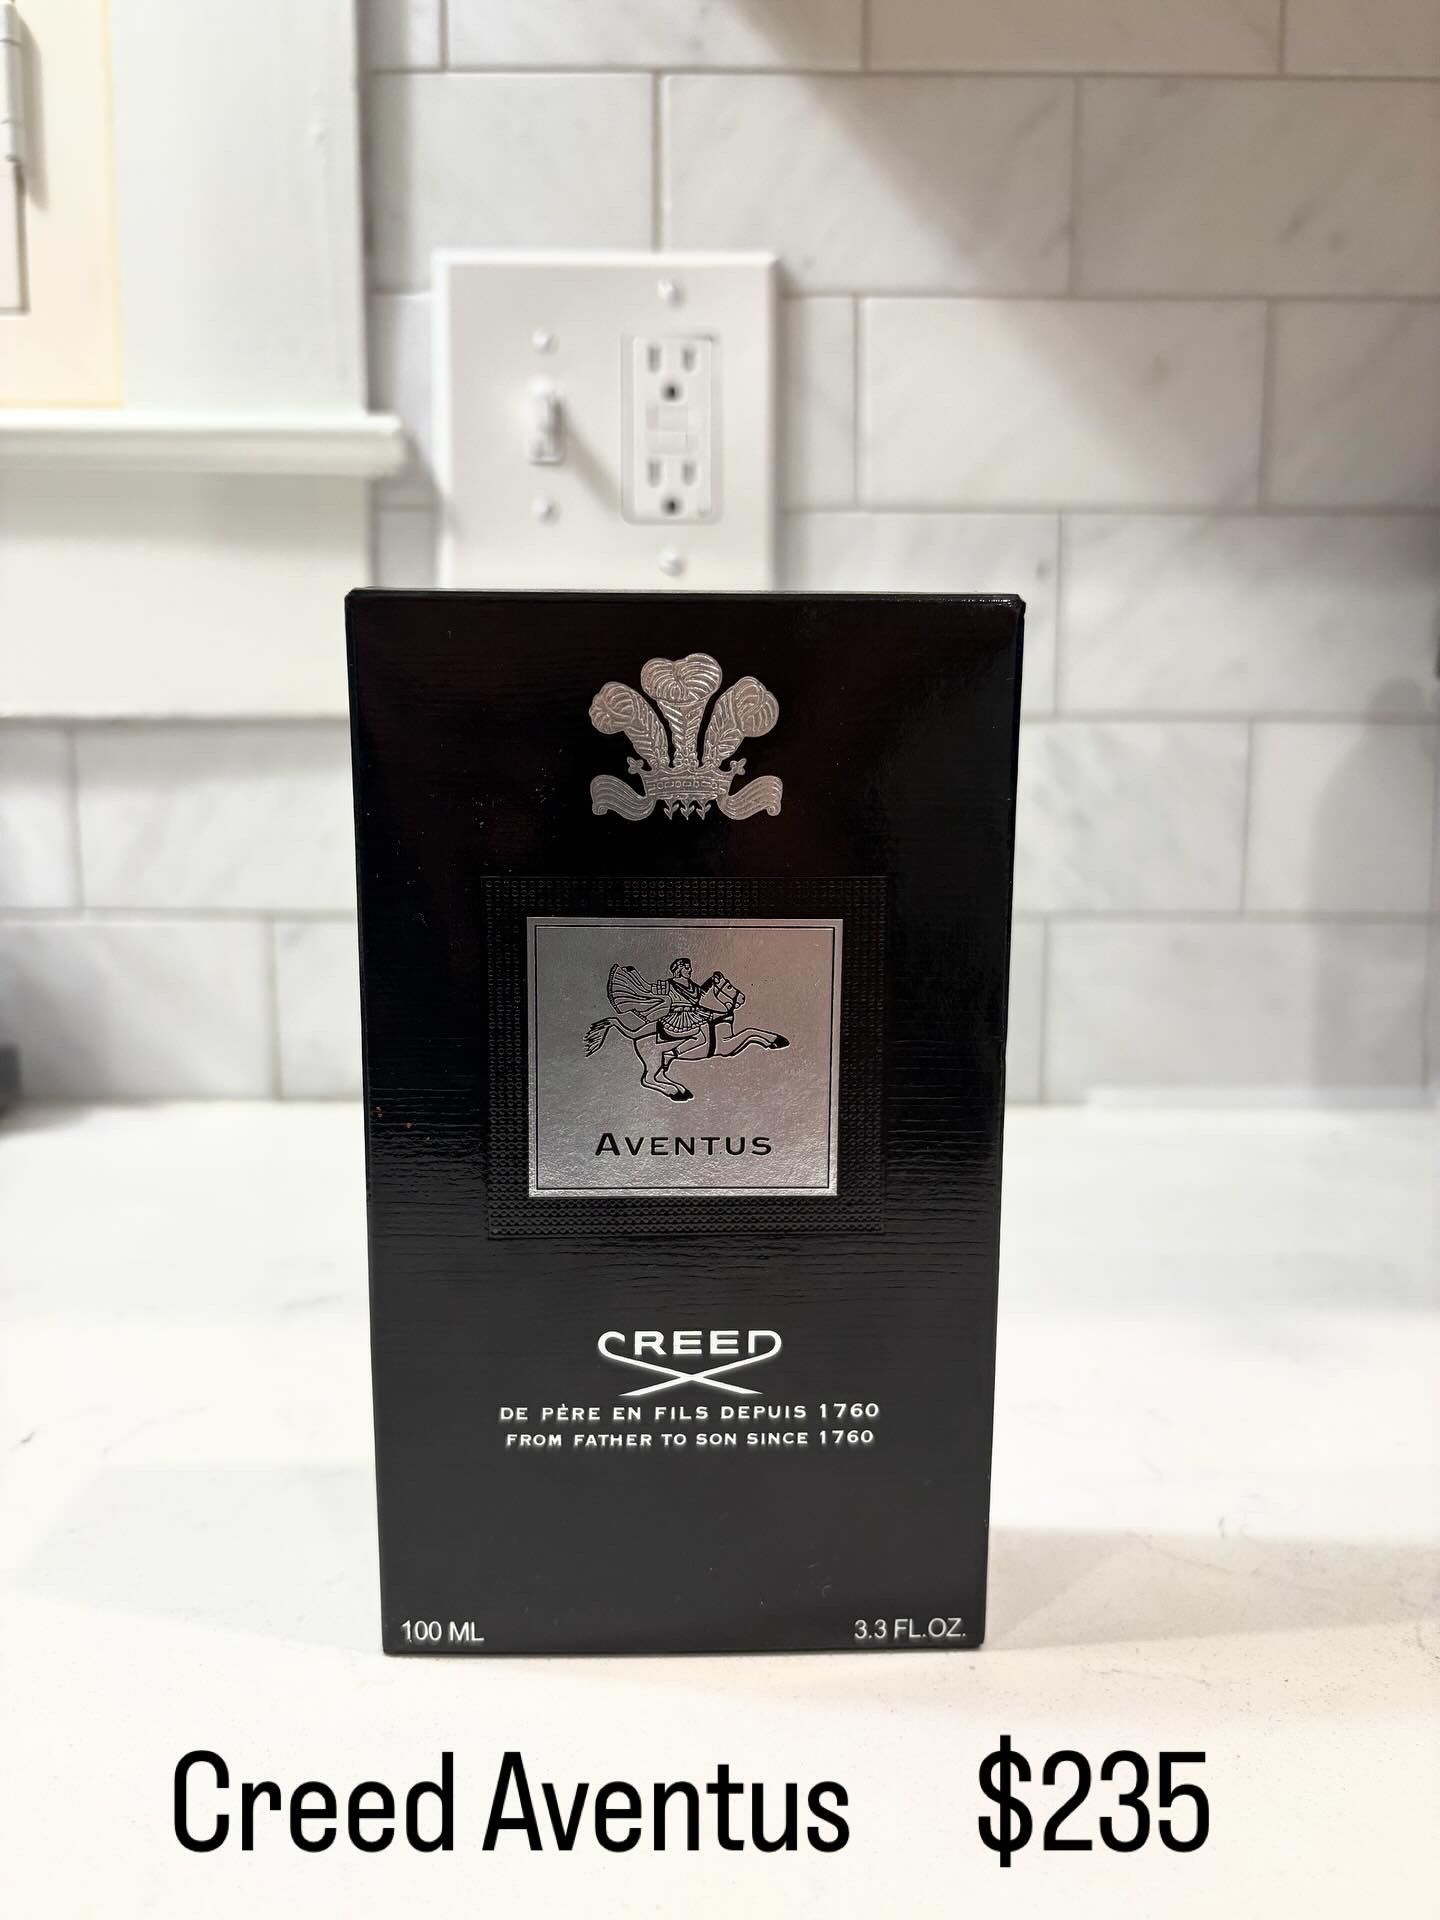 AVENTUS
CREED
DE PÈRE EN FILS DEPUIS 1760
FROM FATHER TO SON SINCE 1760
100 ML 3.3 FL.OZ.
Creed Aventus $235